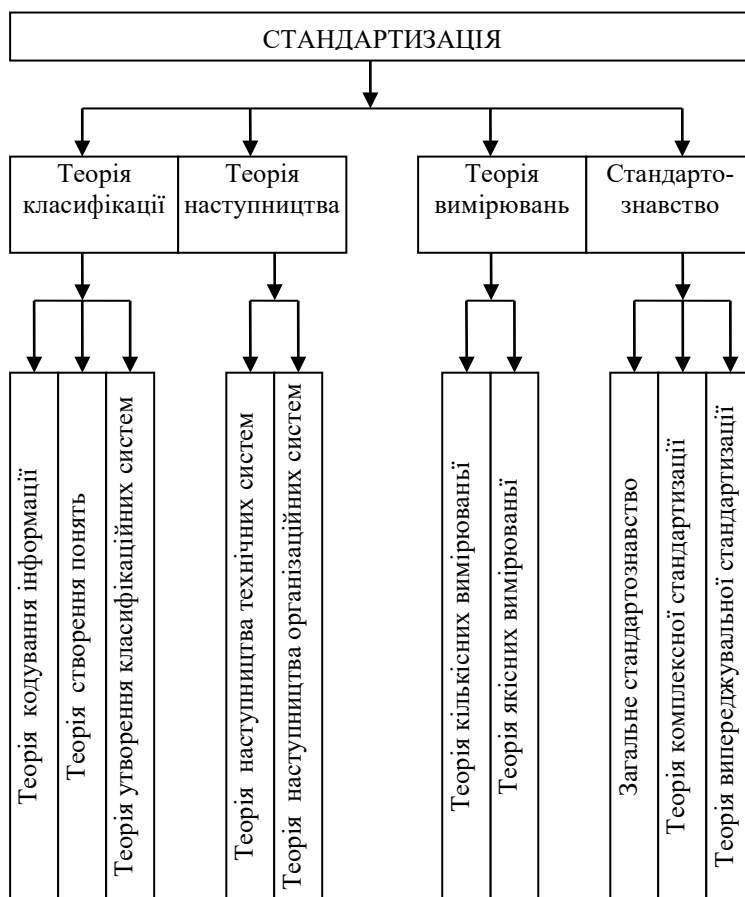 СТАНДАРТИЗАЦІЯ
Теорія
класифікації
Теорія
наступництва
Теорія
вимірювань
Стандарто-
знавство
Теорія кодування інформації
Теорія створення понять
Теорія утворення класифікаційних систем
Теорія наступництва технічних систем
Теорія наступництва організаційних систем
Теорія кількісних вимірюваньї
Теорія якісних вимірюваньї
Загальне стандартознавство
Теорія комплексної стандартизації
Теорія випереджувальної стандартизації